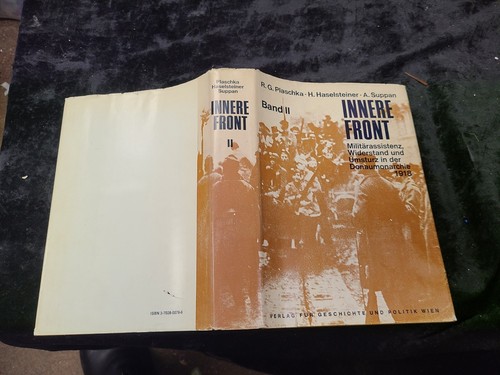 Plaschka
Haselsteiner
Suppan
INNERE
FRONT
II
R. G. Plaschka · H. Haselsteiner · A. Suppan
Band II
INNERE
FRONT
Militärassistenz,
Widerstand und
Umsturz in der
Donaumonarchie
1918
VERLAG FÜR GESCHICHTE UND POLITIK WIEN